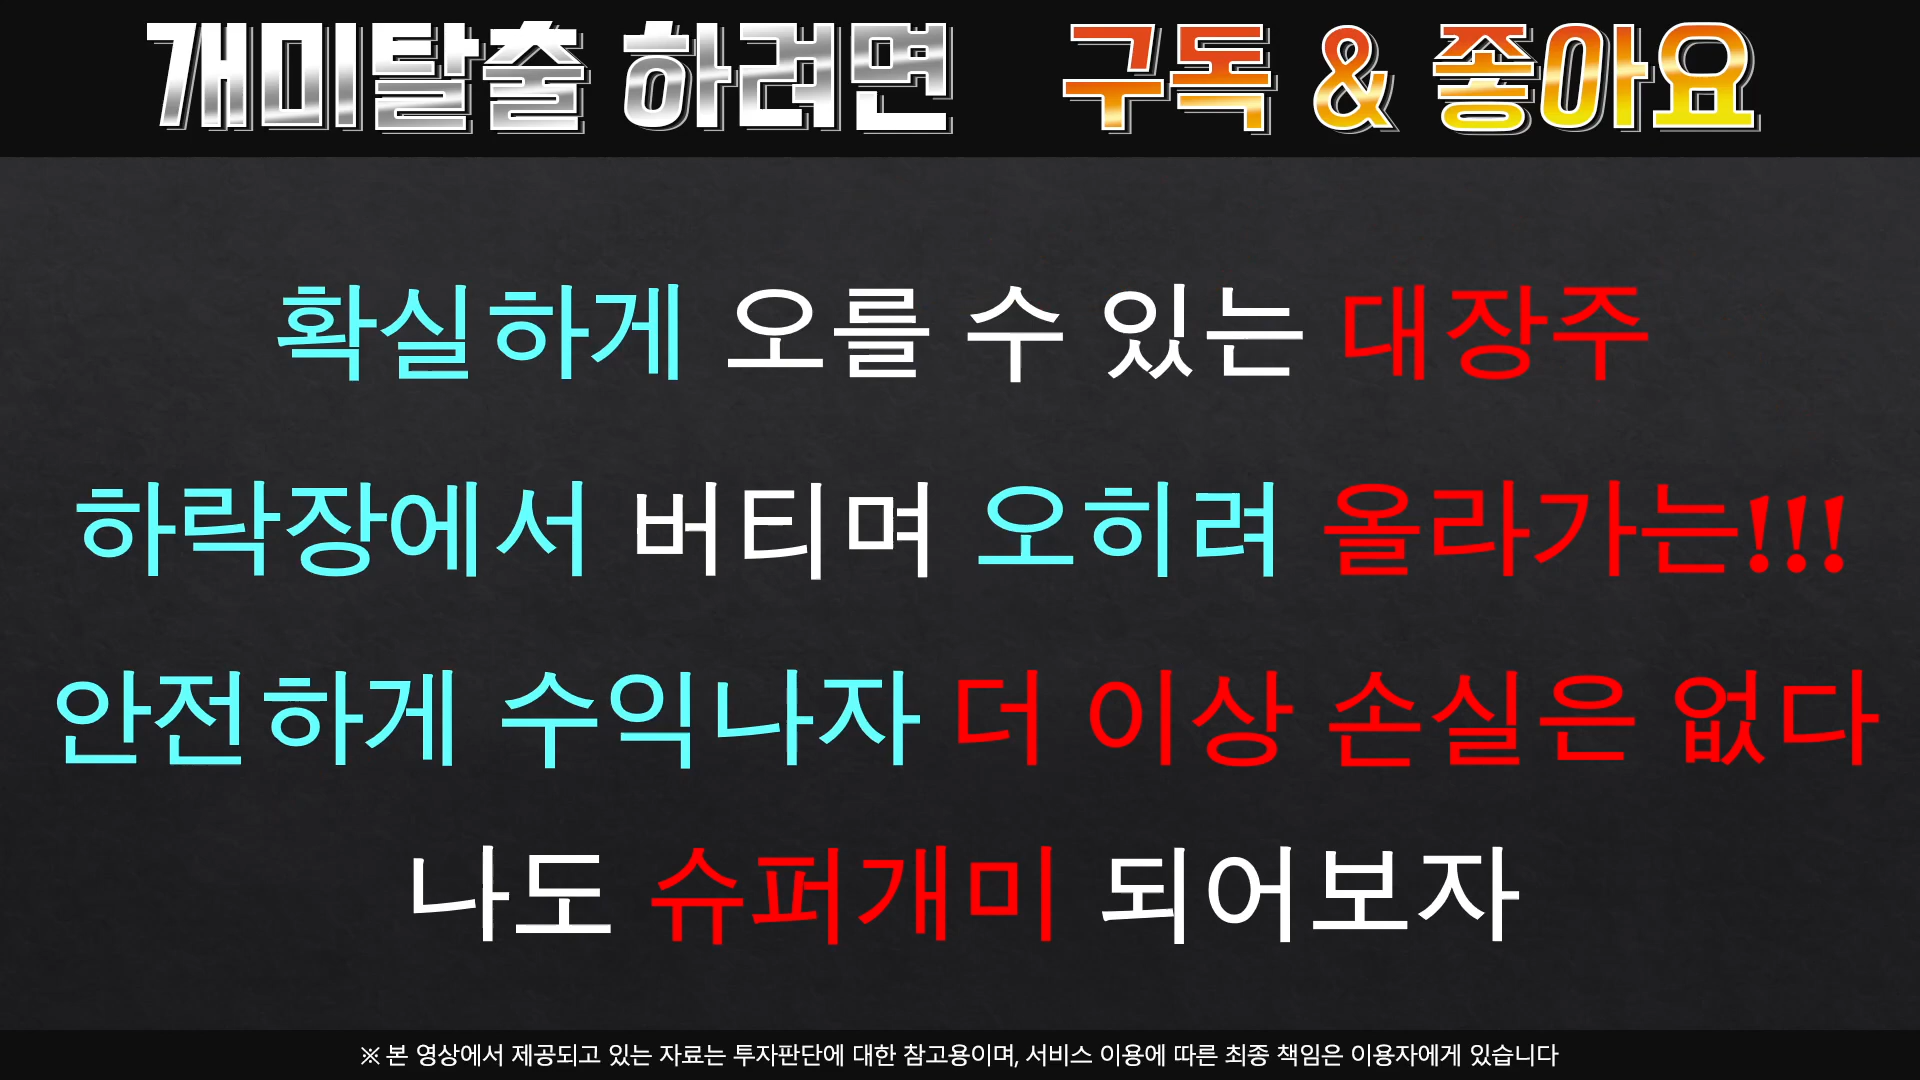 개미탈출 하려면 구독 & 좋아요
확실하게 오를 수 있는 대장주
하락장에서 버티며 오히려 올라가는!!!
안전하게 수익나자 더 이상 손실은 없다
나도 슈퍼개미 되어보자
※ 본 영상에서 제공되고 있는 자료는 투자판단에 대한 참고용이며, 서비스 이용에 따른 최종 책임은 이용자에게 있습니다